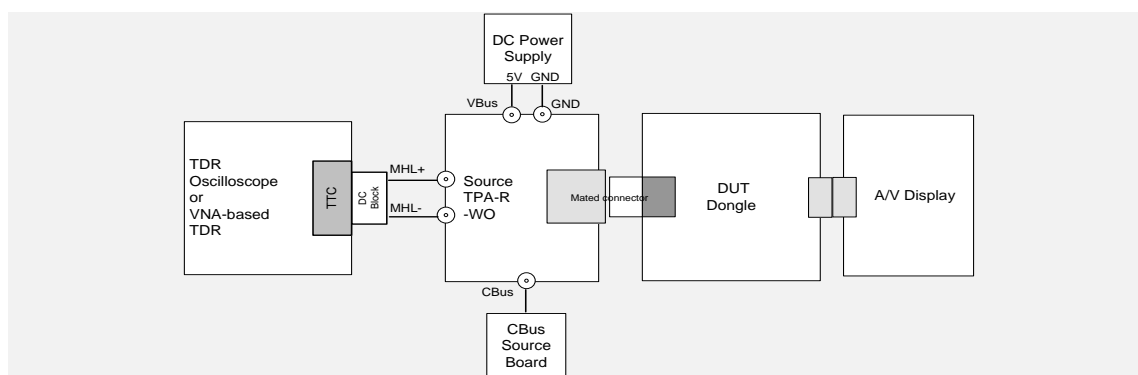 DC Power
Supply
5V GND
VBus
GND
TDR
Oscilloscope
or
VNA-based
TDR
TTC
DC
Block
MHL+
MHL-
Source
TPA-R
-WO
Mated connector
DUT
Dongle
A/V Display
CBus
CBus
Source
Board